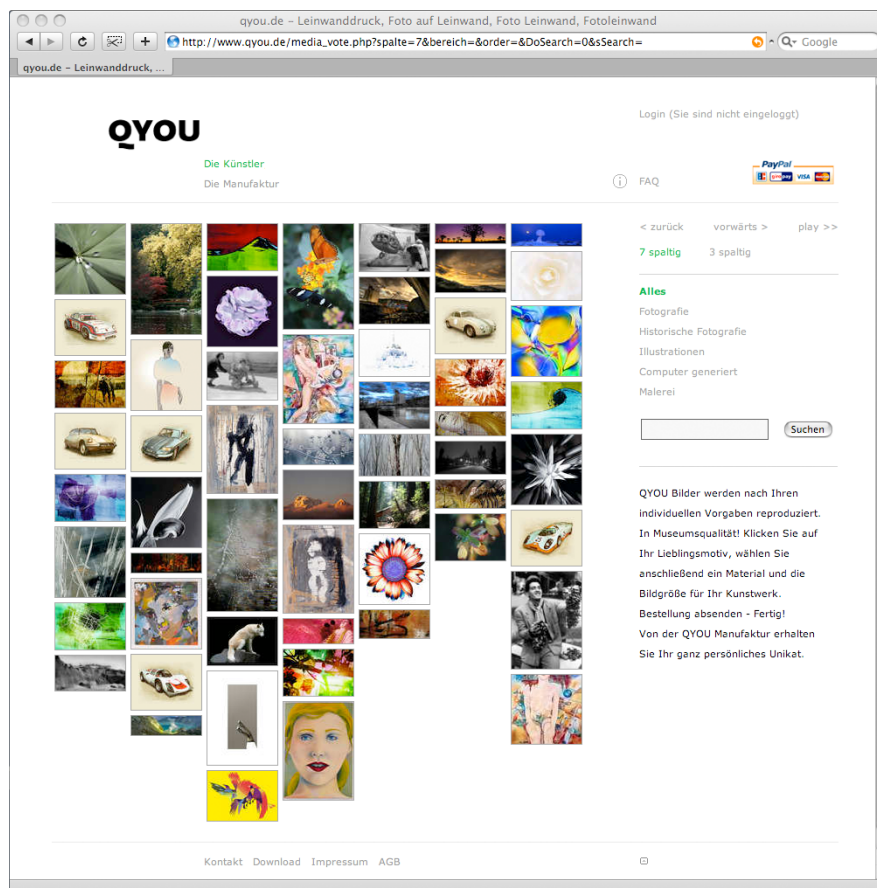 qyou.de – Leinwanddruck, Foto auf Leinwand, Foto Leinwand, Fotoleinwand
http://www.qyou.de/media_vote.php?spalte=7&bereich=&order=&DoSearch=0&sSearch=
Google
qyou.de – Leinwanddruck, ...
Login (Sie sind nicht eingeloggt)
QYOU
Die Künstler
Die Manufaktur
i
FAQ
PayPal
VISA
< zurück vorwärts > play >>
7 spaltig 3 spaltig
Alles
Fotografie
Historische Fotografie
Illustrationen
Computer generiert
Malerei
Suchen
QYOU Bilder werden nach Ihren
individuellen Vorgaben reproduziert.
In Museumsqualität! Klicken Sie auf
Ihr Lieblingsmotiv, wählen Sie
anschließend ein Material und die
Bildgröße für Ihr Kunstwerk.
Bestellung absenden - Fertig!
Von der QYOU Manufaktur erhalten
Sie Ihr ganz persönliches Unikat.
Kontakt Download Impressum AGB